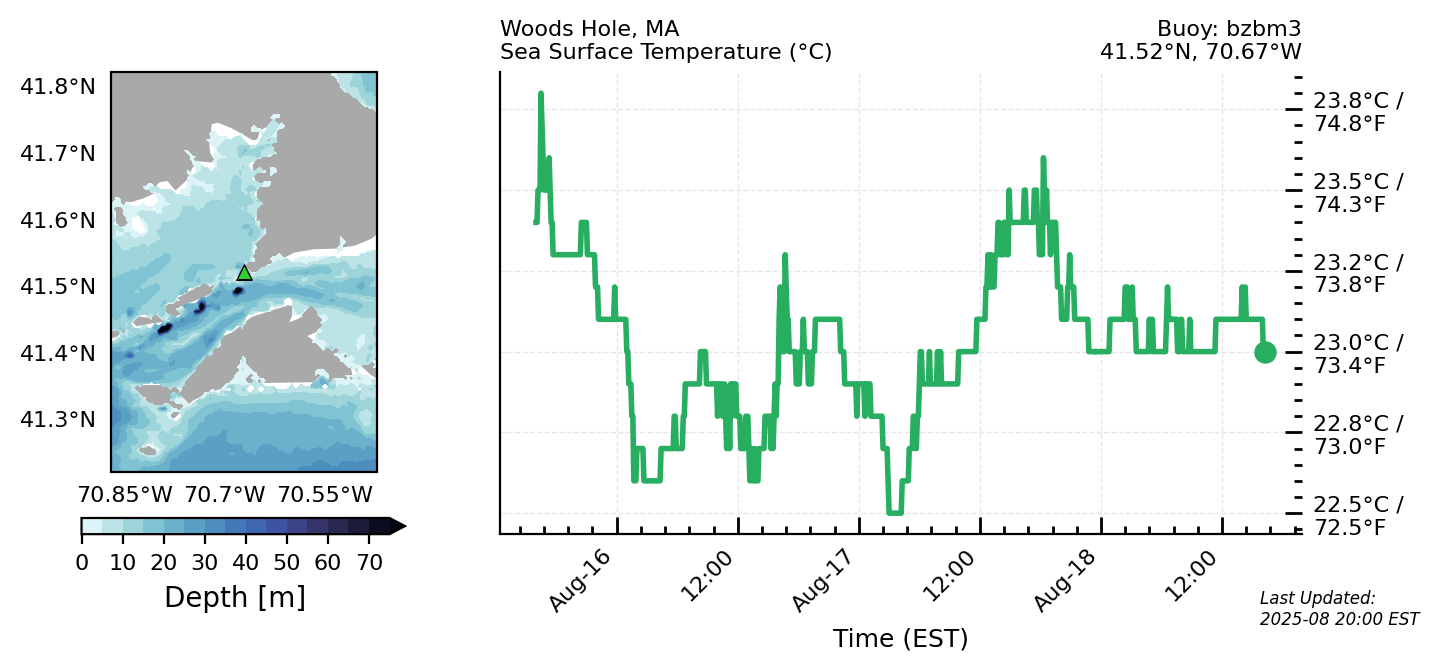 Woods Hole, MA
Sea Surface Temperature (°C)
Buoy: bzbm3
41.52°N, 70.67°W
41.8°N
41.7°N
41.6°N
41.5°N
41.4°N
41.3°N
70.85°W 70.7°W 70.55°W
0 10 20 30 40 50 60 70
Depth [m]
23.8°C /
74.8°F
23.5°C /
74.3°F
23.2°C /
73.8°F
23.0°C /
73.4°F
22.8°C /
73.0°F
22.5°C /
72.5°F
Aug-16
12:00
Aug-17
12:00
Aug-18
12:00
Time (EST)
Last Updated:
2025-08 20:00 EST